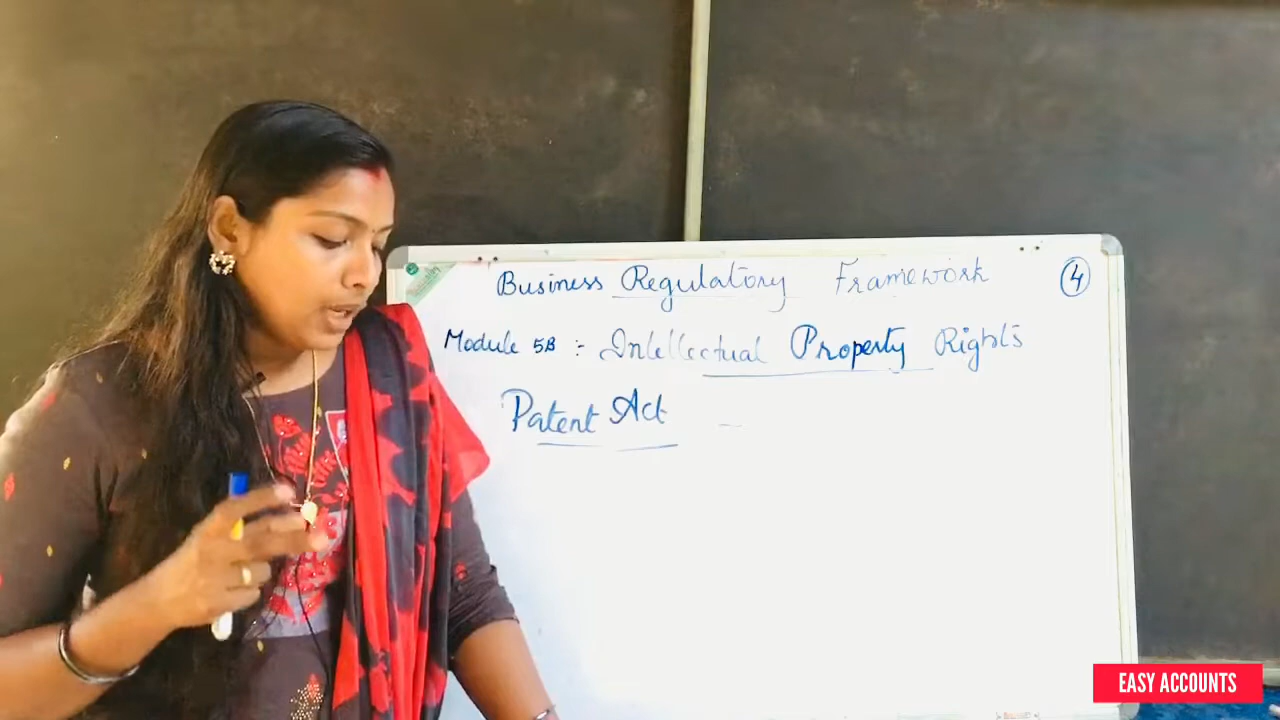 Business Regulatory Framework 4
Module 5B :- Intellectual Property Rights
Patent Act
EASY ACCOUNTS